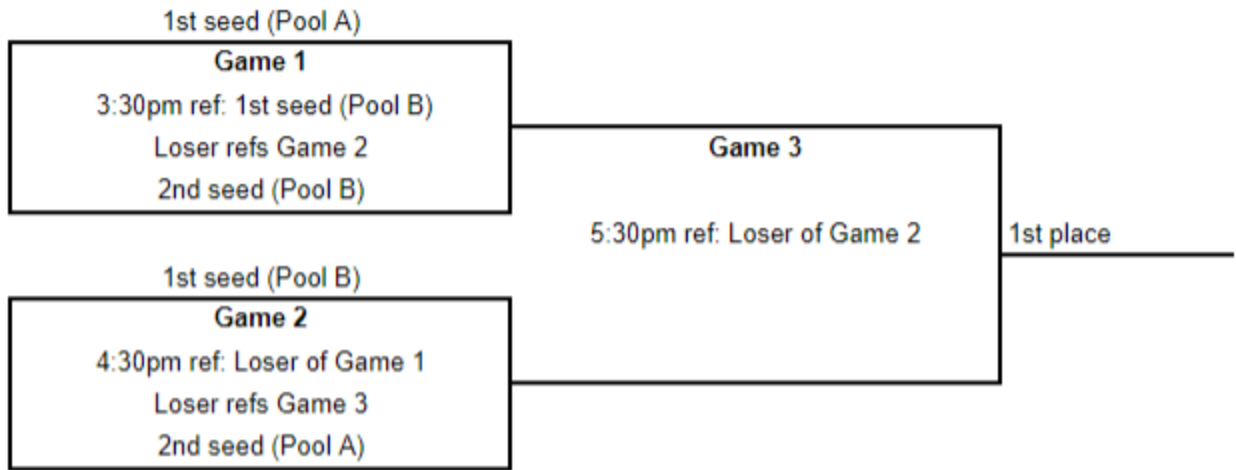 1st seed (Pool A)
Game 1
3:30pm ref: 1st seed (Pool B)
Loser refs Game 2
2nd seed (Pool B)
Game 3
5:30pm ref: Loser of Game 2
1st place
1st seed (Pool B)
Game 2
4:30pm ref: Loser of Game 1
Loser refs Game 3
2nd seed (Pool A)